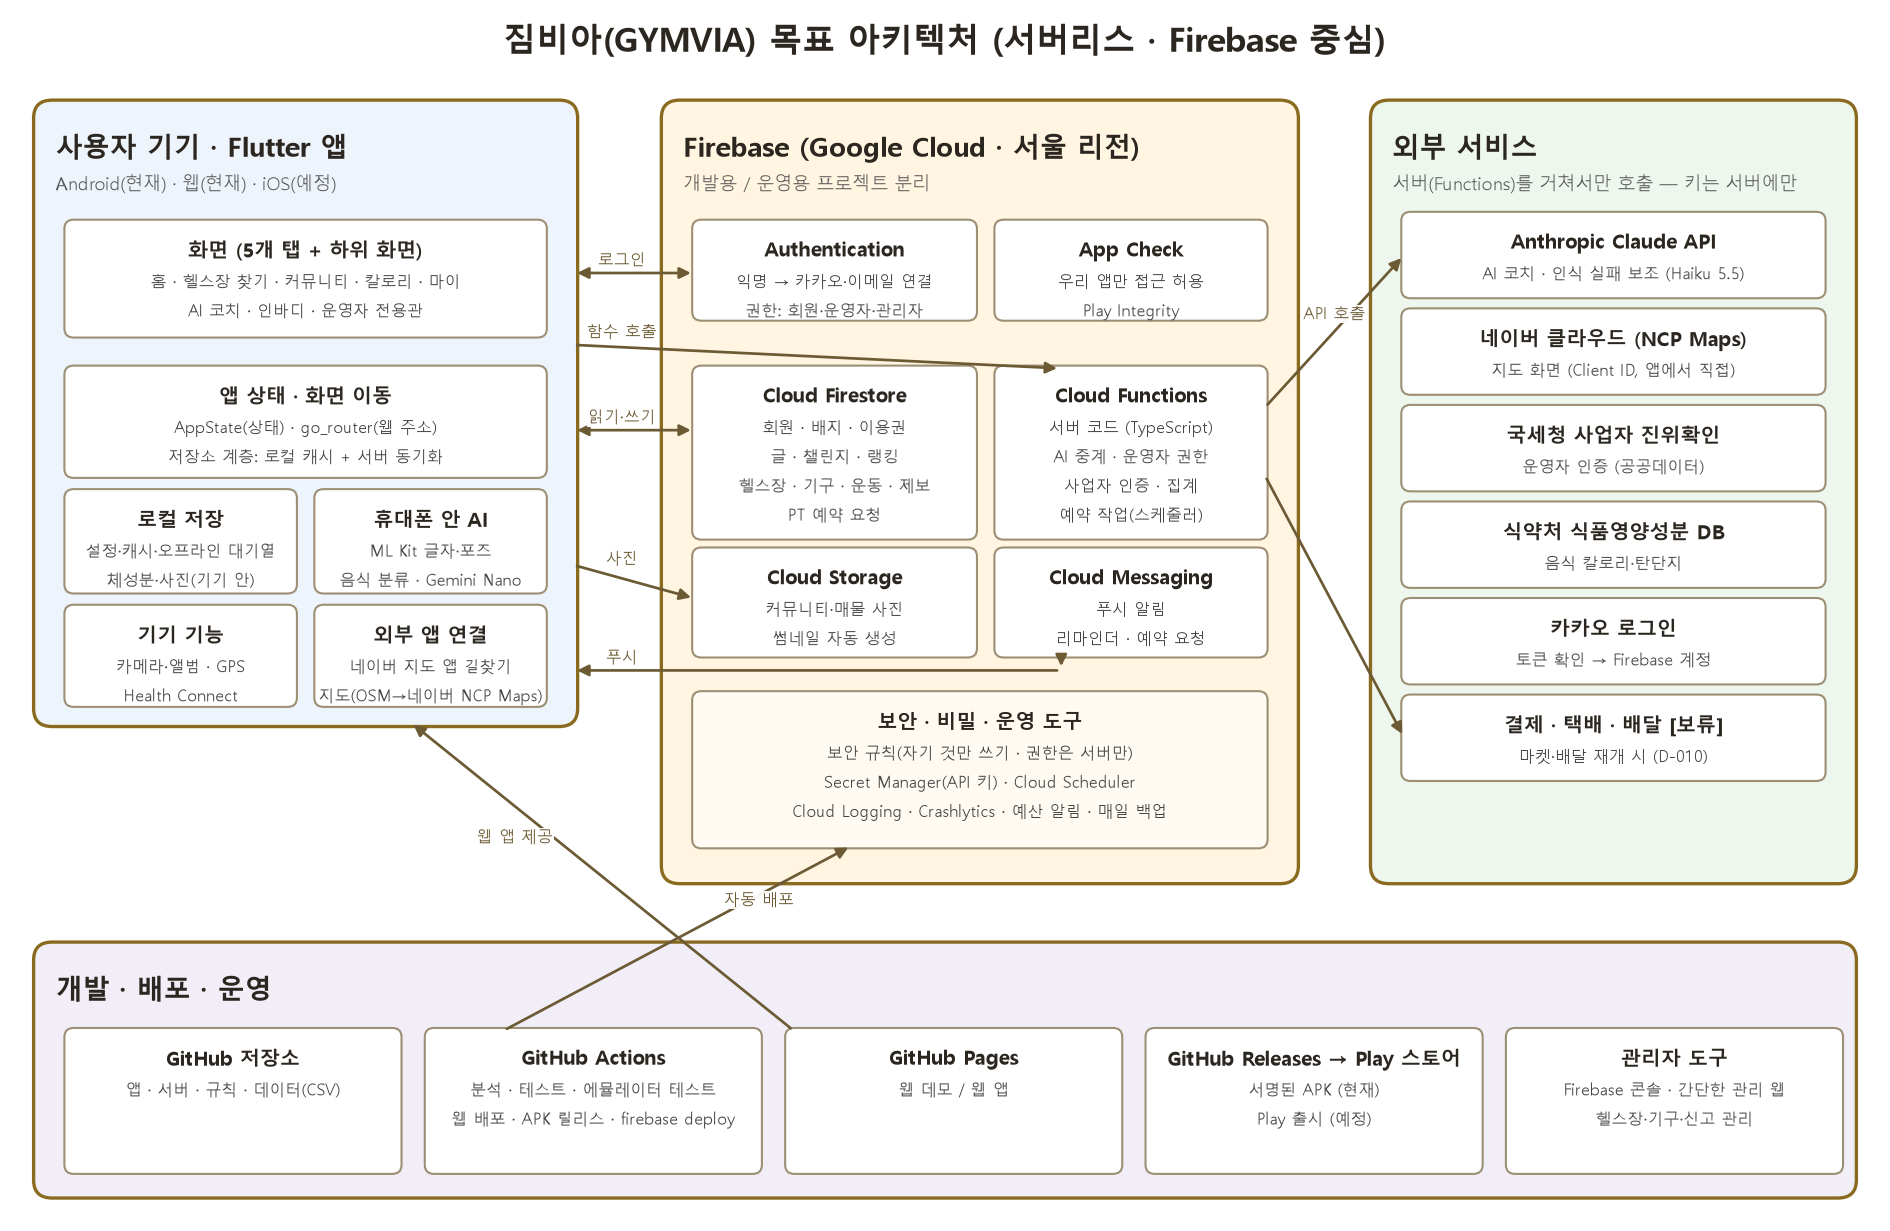 짐비아(GYMVIA) 목표 아키텍처 (서버리스 · Firebase 중심)
사용자 기기 · Flutter 앱
Android(현재) · 웹(현재) · iOS(예정)
화면 (5개 탭 + 하위 화면)
홈 · 헬스장 찾기 · 커뮤니티 · 칼로리 · 마이
AI 코치 · 인바디 · 운영자 전용관
앱 상태 · 화면 이동
AppState(상태) · go_router(웹 주소)
저장소 계층: 로컬 캐시 + 서버 동기화
로컬 저장
설정·캐시·오프라인 대기열
체성분·사진(기기 안)
휴대폰 안 AI
ML Kit 글자·포즈
음식 분류 · Gemini Nano
기기 기능
카메라·앨범 · GPS
Health Connect
외부 앱 연결
네이버 지도 앱 길찾기
지도(OSM→네이버 NCP Maps)
로그인
함수 호출
읽기·쓰기
사진
푸시
Firebase (Google Cloud · 서울 리전)
개발용 / 운영용 프로젝트 분리
Authentication
익명 → 카카오·이메일 연결
권한: 회원·운영자·관리자
App Check
우리 앱만 접근 허용
Play Integrity
Cloud Firestore
회원 · 배지 · 이용권
글 · 챌린지 · 랭킹
헬스장 · 기구 · 운동 · 제보
PT 예약 요청
Cloud Functions
서버 코드 (TypeScript)
AI 중계 · 운영자 권한
사업자 인증 · 집계
예약 작업(스케줄러)
Cloud Storage
커뮤니티·매물 사진
썸네일 자동 생성
Cloud Messaging
푸시 알림
리마인더 · 예약 요청
보안 · 비밀 · 운영 도구
보안 규칙(자기 것만 쓰기 · 권한은 서버만)
Secret Manager(API 키) · Cloud Scheduler
Cloud Logging · Crashlytics · 예산 알림 · 매일 백업
API 호출
외부 서비스
서버(Functions)를 거쳐서만 호출 — 키는 서버에만
Anthropic Claude API
AI 코치 · 인식 실패 보조 (Haiku 5.5)
네이버 클라우드 (NCP Maps)
지도 화면 (Client ID, 앱에서 직접)
국세청 사업자 진위확인
운영자 인증 (공공데이터)
식약처 식품영양성분 DB
음식 칼로리·탄단지
카카오 로그인
토큰 확인 → Firebase 계정
결제 · 택배 · 배달 [보류]
마켓·배달 재개 시 (D-010)
웹 앱 제공
자동 배포
개발 · 배포 · 운영
GitHub 저장소
앱 · 서버 · 규칙 · 데이터(CSV)
GitHub Actions
분석 · 테스트 · 에뮬레이터 테스트
웹 배포 · APK 릴리스 · firebase deploy
GitHub Pages
웹 데모 / 웹 앱
GitHub Releases → Play 스토어
서명된 APK (현재)
Play 출시 (예정)
관리자 도구
Firebase 콘솔 · 간단한 관리 웹
헬스장·기구·신고 관리